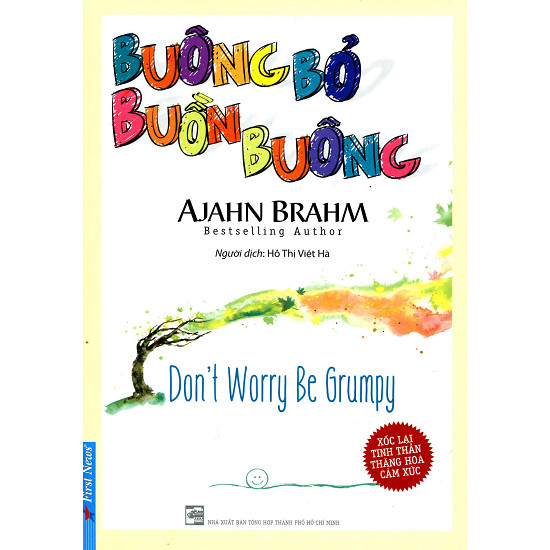 BUÔNG BỎ
BUỒN BUÔNG
AJAHN BRAHM
Bestselling Author
Người dịch: Hồ Thị Việt Hà
Don't Worry Be Grumpy
XỐC LẠI
TINH THẦN
THĂNG HOA
CẢM XÚC
First News
NHÀ XUẤT BẢN TỔNG HỢP THÀNH PHỐ HỒ CHÍ MINH